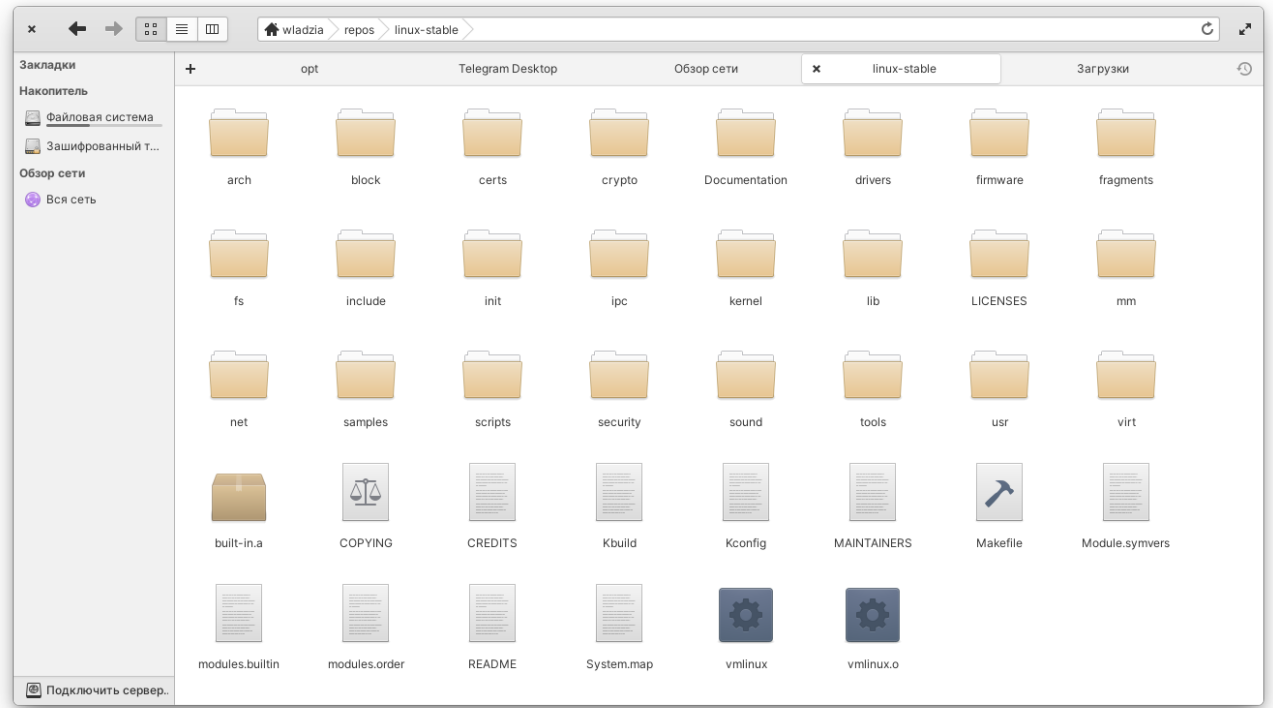 wladzia repos linux-stable
Закладки
Накопитель
Файловая система
Зашифрованный т...
Обзор сети
Вся сеть
Подключить сервер..
opt Telegram Desktop Обзор сети linux-stable Загрузки
arch block certs crypto Documentation drivers firmware fragments
fs include init ipc kernel lib LICENSES mm
net samples scripts security sound tools usr virt
built-in.a COPYING CREDITS Kbuild Kconfig MAINTAINERS Makefile Module.symvers
modules.builtin modules.order README System.map vmlinux vmlinux.o